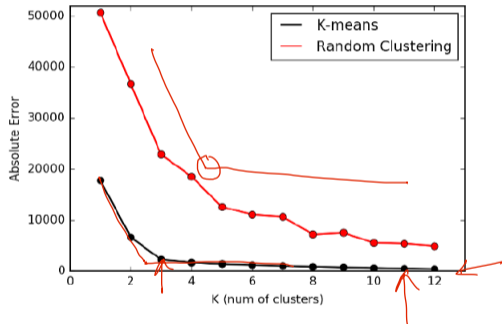 50000
40000
30000
20000
10000
0
Absolute Error
K-means
Random Clustering
0 2 4 6 8 10 12
K (num of clusters)